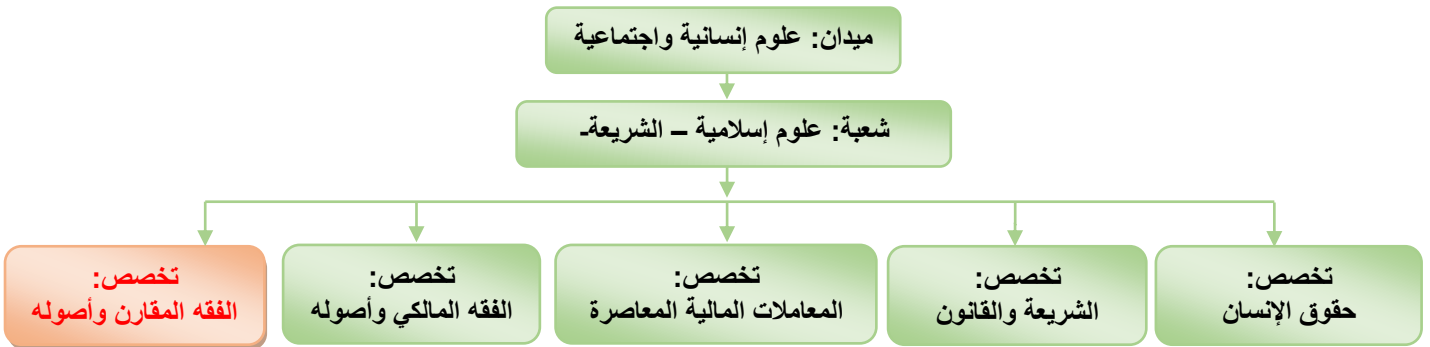 ميدان: علوم إنسانية واجتماعية
شعبة: علوم إسلامية – الشريعة-
تخصص:
حقوق الإنسان
تخصص:
الشريعة والقانون
تخصص:
المعاملات المالية المعاصرة
تخصص:
الفقه المالكي وأصوله
تخصص:
الفقه المقارن وأصوله